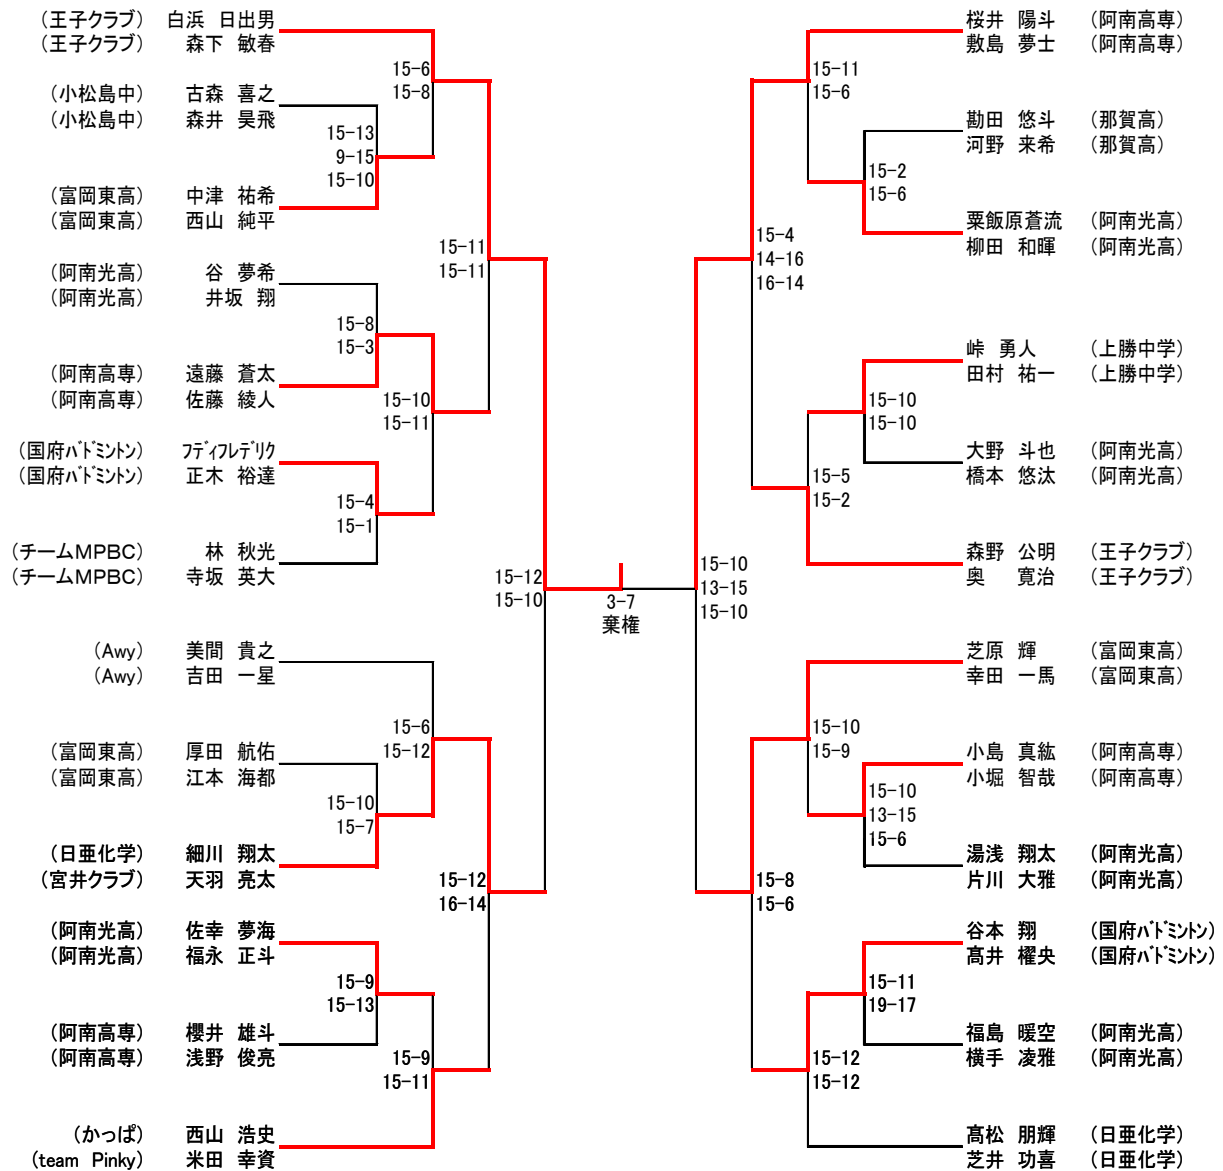 (王子クラブ) 白浜 日出男
(王子クラブ) 森下 敏春
15-6
15-8
(小松島中) 古森 喜之
(小松島中) 森井 昊飛
15-13
9-15
15-10
(富岡東高) 中津 祐希
(富岡東高) 西山 純平
15-11
15-11
(阿南光高) 谷 夢希
(阿南光高) 井坂 翔
15-8
15-3
(阿南高専) 遠藤 蒼太
(阿南高専) 佐藤 綾人
15-10
15-11
(国府バドミントン) フディフレデリク
(国府バドミントン) 正木 裕達
15-4
15-1
(チームMPBC) 林 秋光
(チームMPBC) 寺坂 英大
15-12
15-10
(Awy) 美間 貴之
(Awy) 吉田 一星
15-6
15-12
(富岡東高) 厚田 航佑
(富岡東高) 江本 海都
15-10
15-7
(日亜化学) 細川 翔太
(宮井クラブ) 天羽 亮太
15-12
16-14
(阿南光高) 佐幸 夢海
(阿南光高) 福永 正斗
15-9
15-13
(阿南高専) 櫻井 雄斗
(阿南高専) 浅野 俊亮
15-9
15-11
(かっぱ) 西山 浩史
(team Pinky) 米田 幸資
3-7
棄権
桜井 陽斗 (阿南高専)
敷島 夢士 (阿南高専)
15-11
15-6
勘田 悠斗 (那賀高)
河野 来希 (那賀高)
15-2
15-6
粟飯原蒼流 (阿南光高)
柳田 和暉 (阿南光高)
15-4
14-16
16-14
峠 勇人 (上勝中学)
田村 祐一 (上勝中学)
15-10
15-10
大野 斗也 (阿南光高)
橋本 悠汰 (阿南光高)
15-5
15-2
森野 公明 (王子クラブ)
奥 寛治 (王子クラブ)
15-10
13-15
15-10
芝原 輝 (富岡東高)
幸田 一馬 (富岡東高)
15-10
15-9
小島 真紘 (阿南高専)
小堀 智哉 (阿南高専)
15-10
13-15
15-6
湯浅 翔太 (阿南光高)
片川 大雅 (阿南光高)
15-8
15-6
谷本 翔 (国府バドミントン)
髙井 櫂央 (国府バドミントン)
15-11
19-17
福島 暖空 (阿南光高)
横手 凌雅 (阿南光高)
15-12
15-12
髙松 朋輝 (日亜化学)
芝井 功喜 (日亜化学)